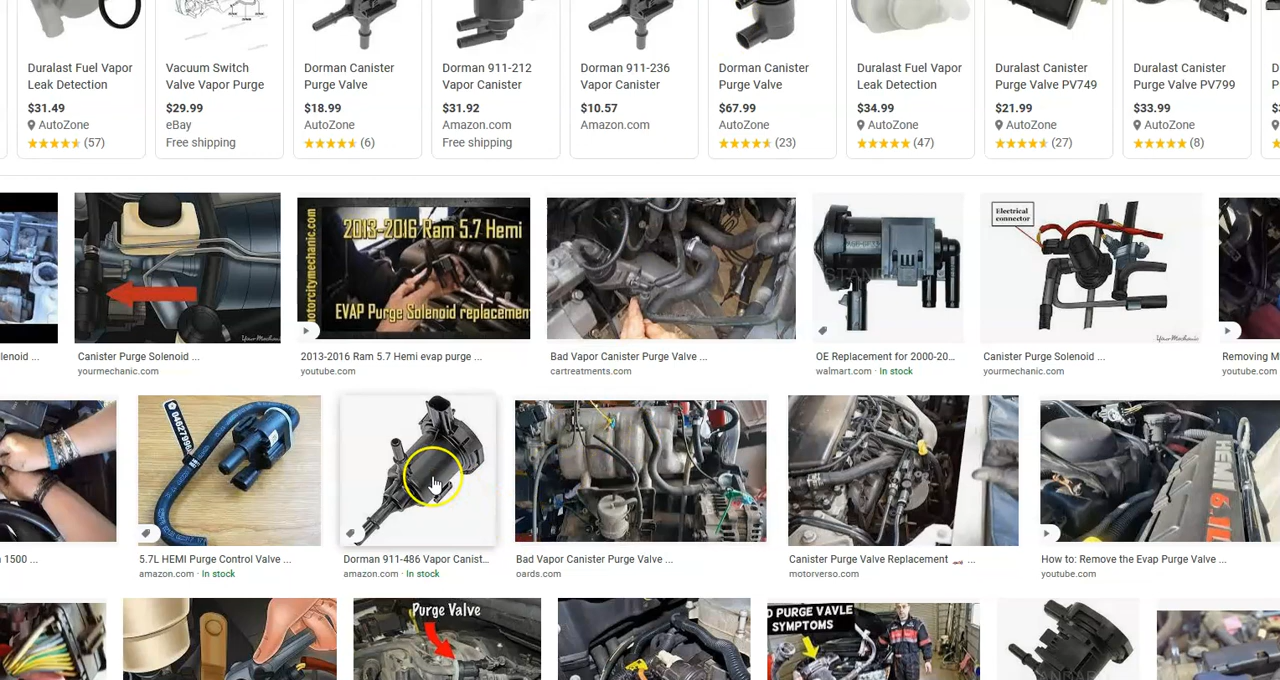 Duralast Fuel Vapor
Leak Detection
$31.49
AutoZone
(57)
Vacuum Switch
Valve Vapor Purge
$29.99
eBay
Free shipping
Dorman Canister
Purge Valve
$18.99
AutoZone
(6)
Dorman 911-212
Vapor Canister
$31.92
Amazon.com
Free shipping
Dorman 911-236
Vapor Canister
$10.57
Amazon.com
Dorman Canister
Purge Valve
$67.99
AutoZone
(23)
Duralast Fuel Vapor
Leak Detection
$34.99
AutoZone
(47)
Duralast Canister
Purge Valve PV749
$21.99
AutoZone
(27)
Duralast Canister
Purge Valve PV799
$33.99
AutoZone
(8)
lenoid ...
YourMechanic
Canister Purge Solenoid ...
yourmechanic.com
motorcitymechanic.com
2013-2016 Ram 5.7 Hemi
EVAP Purge Solenoid replacemen
2013-2016 Ram 5.7 Hemi evap purge ...
youtube.com
Bad Vapor Canister Purge Valve ...
cartreatments.com
STANDARD
OE Replacement for 2000-20...
walmart.com · In stock
Electrical
connector
YourMechanic
Canister Purge Solenoid ...
yourmechanic.com
Removing M
youtube.com
1500 ...
5.7L HEMI Purge Control Valve ...
amazon.com · In stock
Dorman 911-486 Vapor Canist...
amazon.com · In stock
Bad Vapor Canister Purge Valve ...
oards.com
Canister Purge Valve Replacement ...
motorverso.com
HEMI
How to: Remove the Evap Purge Valve ...
youtube.com
Purge Valve
D PURGE VAVLE
SYMPTOMS
STANDARD